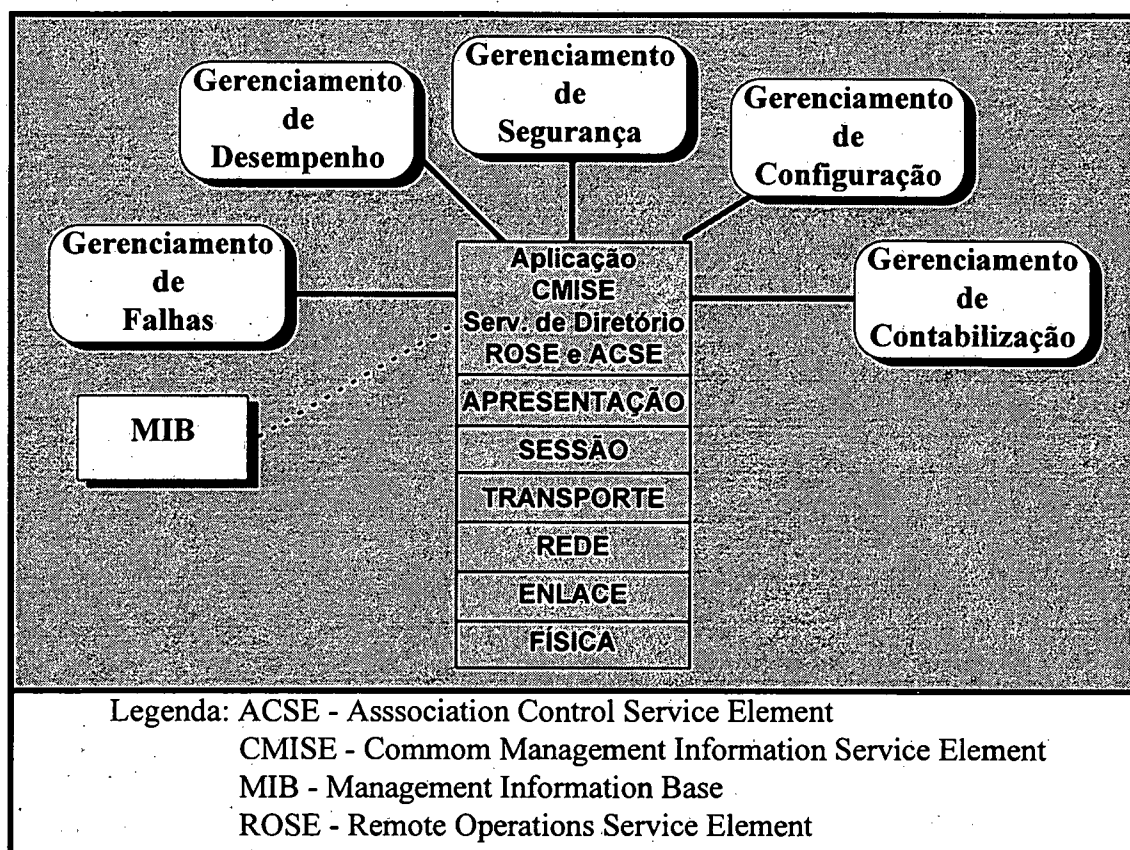 Gerenciamento
de
Desempenho
Gerenciamento
de
Segurança
Gerenciamento
de
Configuração
Gerenciamento
de
Falhas
Gerenciamento
de
Contabilização
MIB
Aplicação
CMISE
Serv. de Diretório
ROSE e ACSE
APRESENTAÇÃO
SESSÃO
TRANSPORTE
REDE
ENLACE
FÍSICA
Legenda: ACSE - Asssociation Control Service Element
CMISE - Commom Management Information Service Element
MIB - Management Information Base
ROSE - Remote Operations Service Element